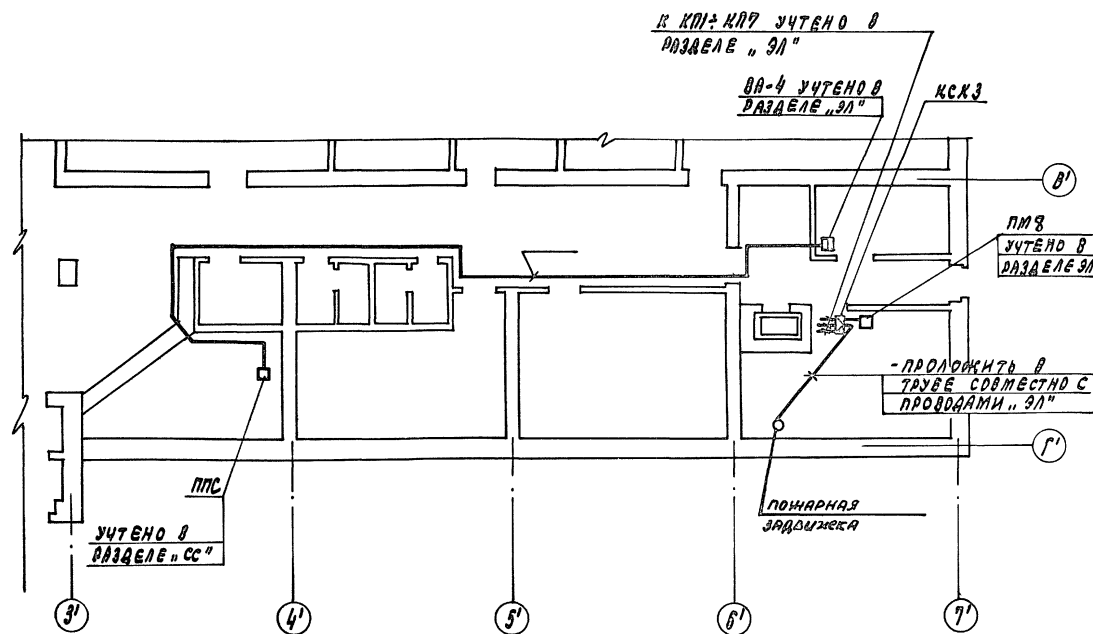 К КП1÷КП7 УЧТЕНО В
РАЗДЕЛЕ „ЭЛ"
ВА-4 УЧТЕНО В
РАЗДЕЛЕ „ЭЛ"
КСК3
В'
ПМ8
УЧТЕНО В
РАЗДЕЛЕ ЭЛ
-ПРОЛОЖИТЬ В
ТРУБЕ СОВМЕСТНО С
ПРОВОДАМИ „ЭЛ"
Г'
ППС
УЧТЕНО В
РАЗДЕЛЕ „СС"
ПОЖАРНАЯ
ЗАДВИЖКА
3'
4'
5'
6'
7'